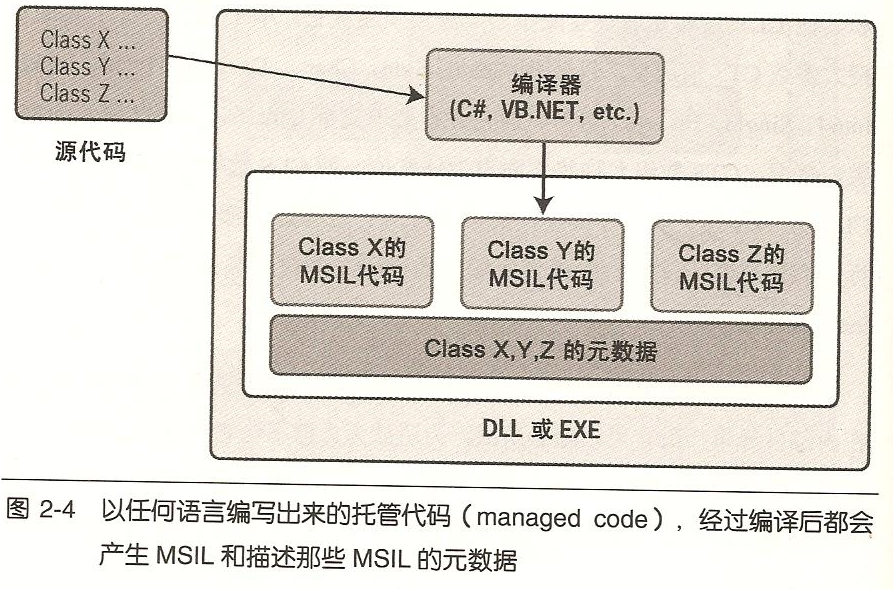 Class X ...
Class Y ...
Class Z ...
源代码
编译器
(C#, VB.NET, etc.)
Class X的
MSIL代码
Class Y的
MSIL代码
Class Z的
MSIL代码
Class X,Y,Z 的元数据
DLL 或 EXE
图 2-4 以任何语言编写出来的托管代码（managed code），经过编译后都会
产生 MSIL 和描述那些 MSIL 的元数据